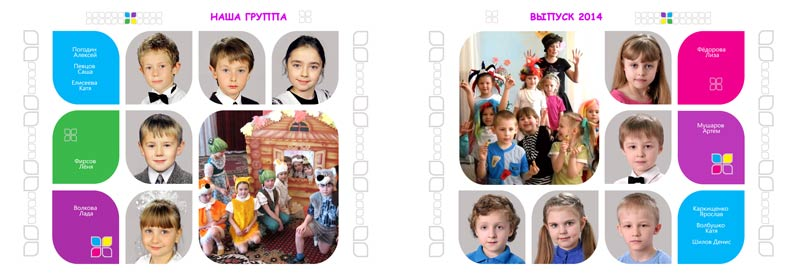 НАША ГРУППА
Погодин
Алексей
Певцов
Саша
Елисеева
Катя
Фирсов
Лёня
Волкова
Лада
ВЫПУСК 2014
Фёдорова
Лиза
Мушаров
Артём
Каркищенко
Ярослав
Волбушко
Катя
Шилов Денис